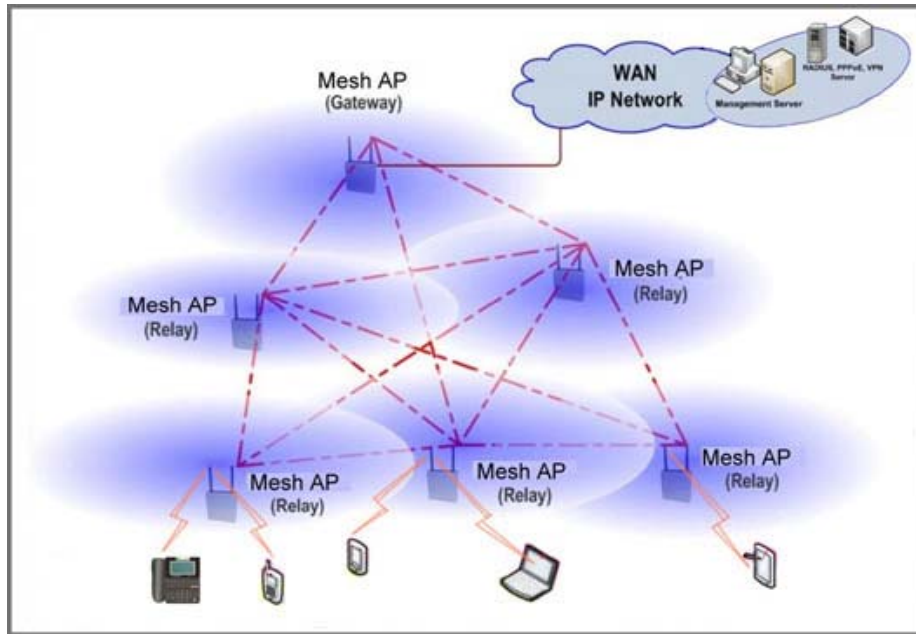 Mesh AP
(Gateway)
WAN
IP Network
Management Server
RADIUS, PPPoE, VPN
Server
Mesh AP
(Relay)
Mesh AP
(Relay)
Mesh AP
(Relay)
Mesh AP
(Relay)
Mesh AP
(Relay)